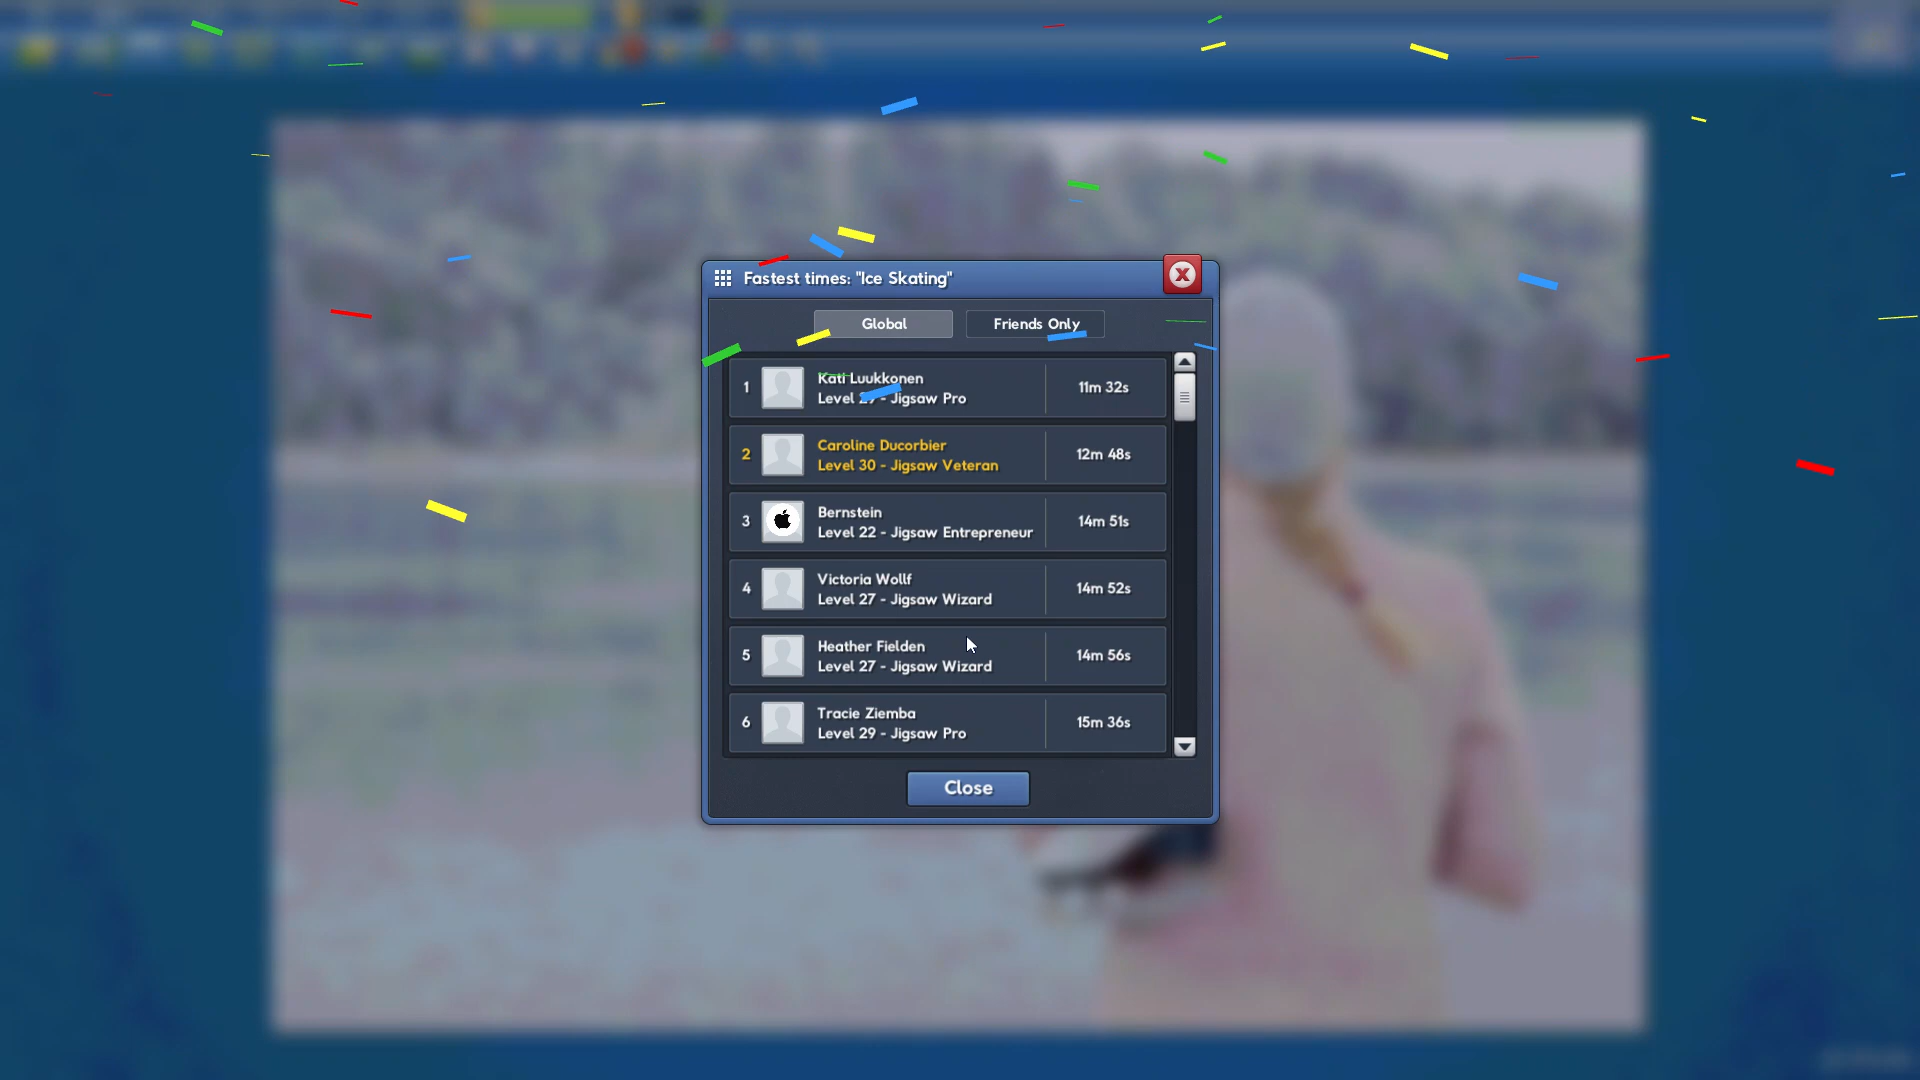 Fastest times: "Ice Skating"
Global
Friends Only
1
Kati Luukkonen
Level 29 - Jigsaw Pro
11m 32s
2
Caroline Ducorbier
Level 30 - Jigsaw Veteran
12m 48s
3
Bernstein
Level 22 - Jigsaw Entrepreneur
14m 51s
4
Victoria Wollf
Level 27 - Jigsaw Wizard
14m 52s
5
Heather Fielden
Level 27 - Jigsaw Wizard
14m 56s
6
Tracie Ziemba
Level 29 - Jigsaw Pro
15m 36s
Close